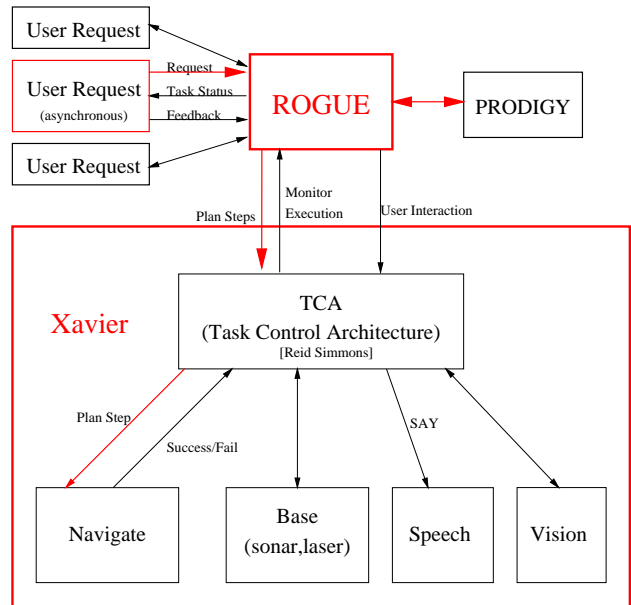 User Request
Request
User Request
(asynchronous)
Task Status
Feedback
User Request
ROGUE
PRODIGY
Plan Steps
Monitor
Execution
User Interaction
Xavier
TCA
(Task Control Architecture)
[Reid Simmons]
Plan Step
Success/Fail
SAY
Navigate
Base
(sonar,laser)
Speech
Vision